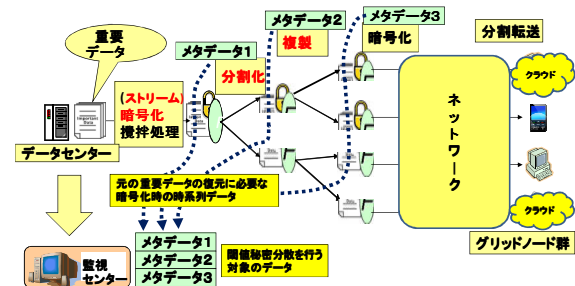 重要
データ
メタデータ1
メタデータ2
メタデータ3
分割化
複製
暗号化
分割転送
(ストリーム)
暗号化
攪拌処理
データセンター
クラウド
ネットワーク
クラウド
グリッドノード群
元の重要データの復元に必要な
暗号化時の時系列データ
メタデータ1
メタデータ2
メタデータ3
閾値秘密分散を行う
対象のデータ
監視
センター